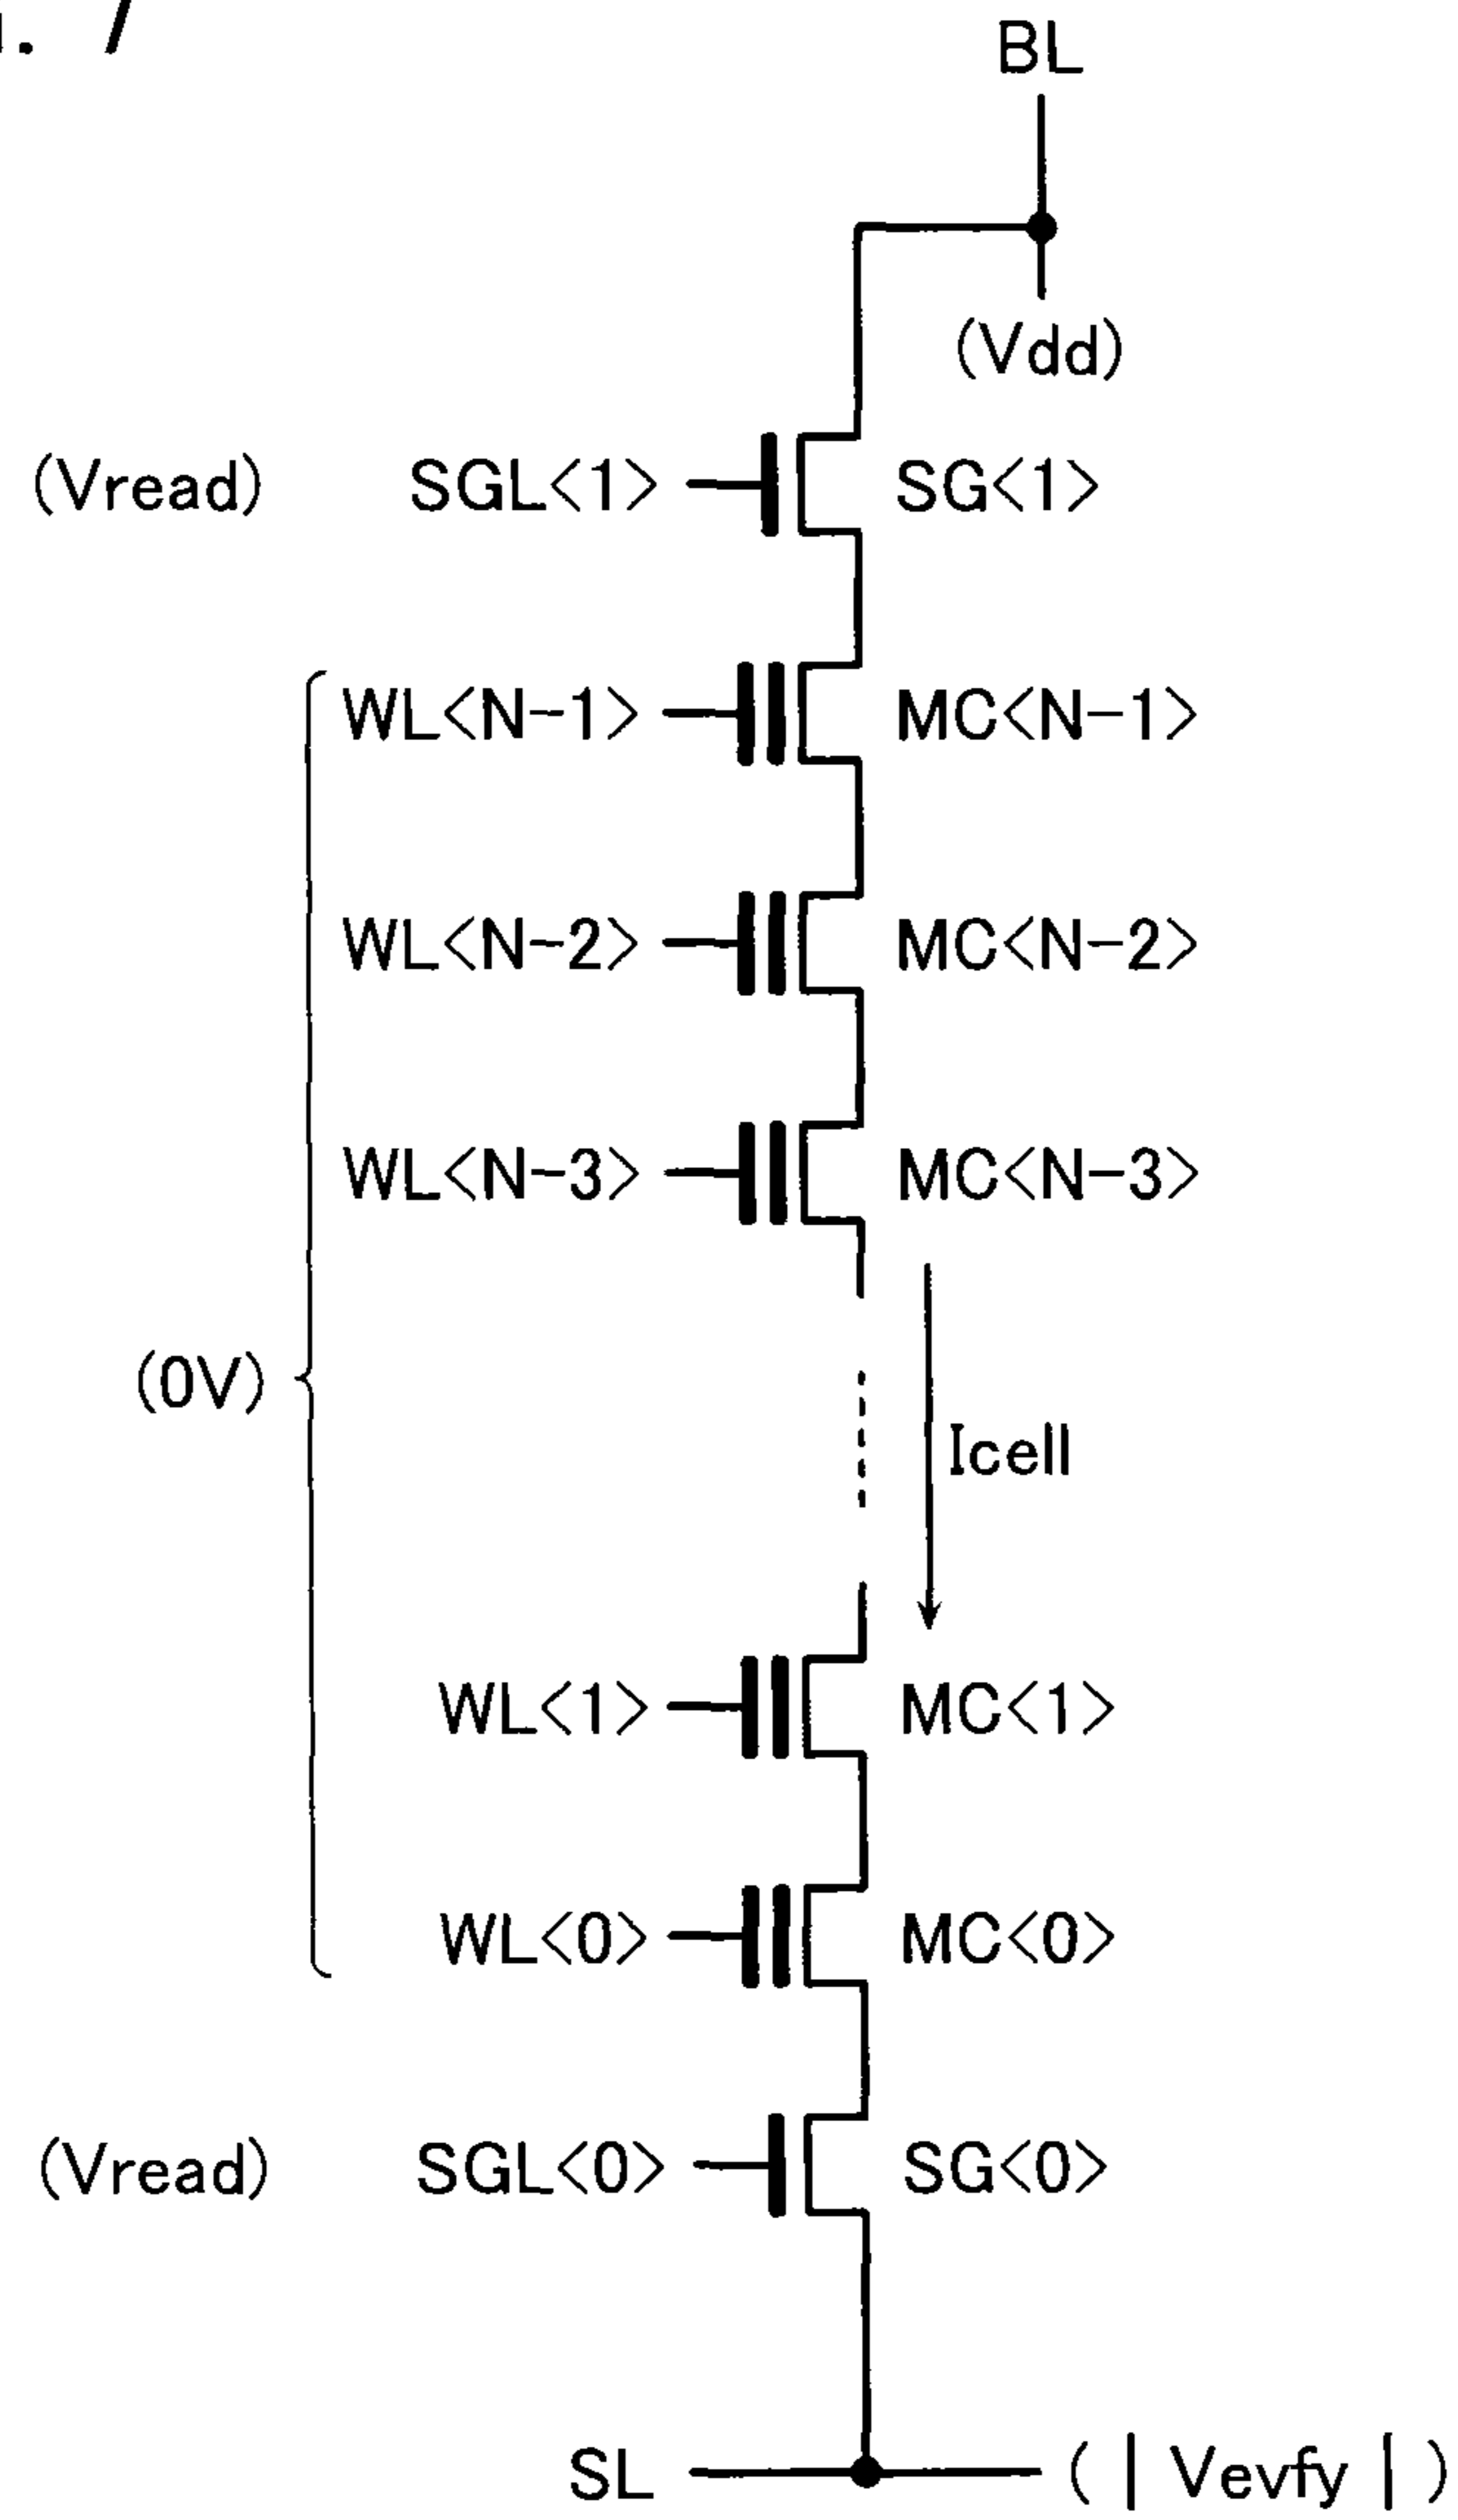 . 7
BL
(Vdd)
(Vread) SGL<1> SG<1>
WL<N-1> MC<N-1>
WL<N-2> MC<N-2>
WL<N-3> MC<N-3>
(0V)
Icell
WL<1> MC<1>
WL<0> MC<0>
(Vread) SGL<0> SG<0>
SL (|Vevfy|)